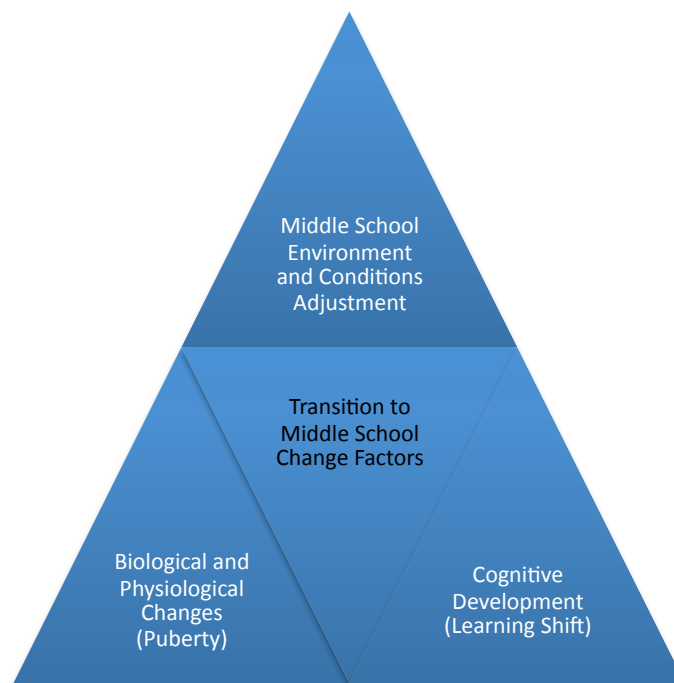 Middle School
Environment
and Conditions
Adjustment
Transition to
Middle School
Change Factors
Biological and
Physiological
Changes
(Puberty)
Cognitive
Development
(Learning Shift)